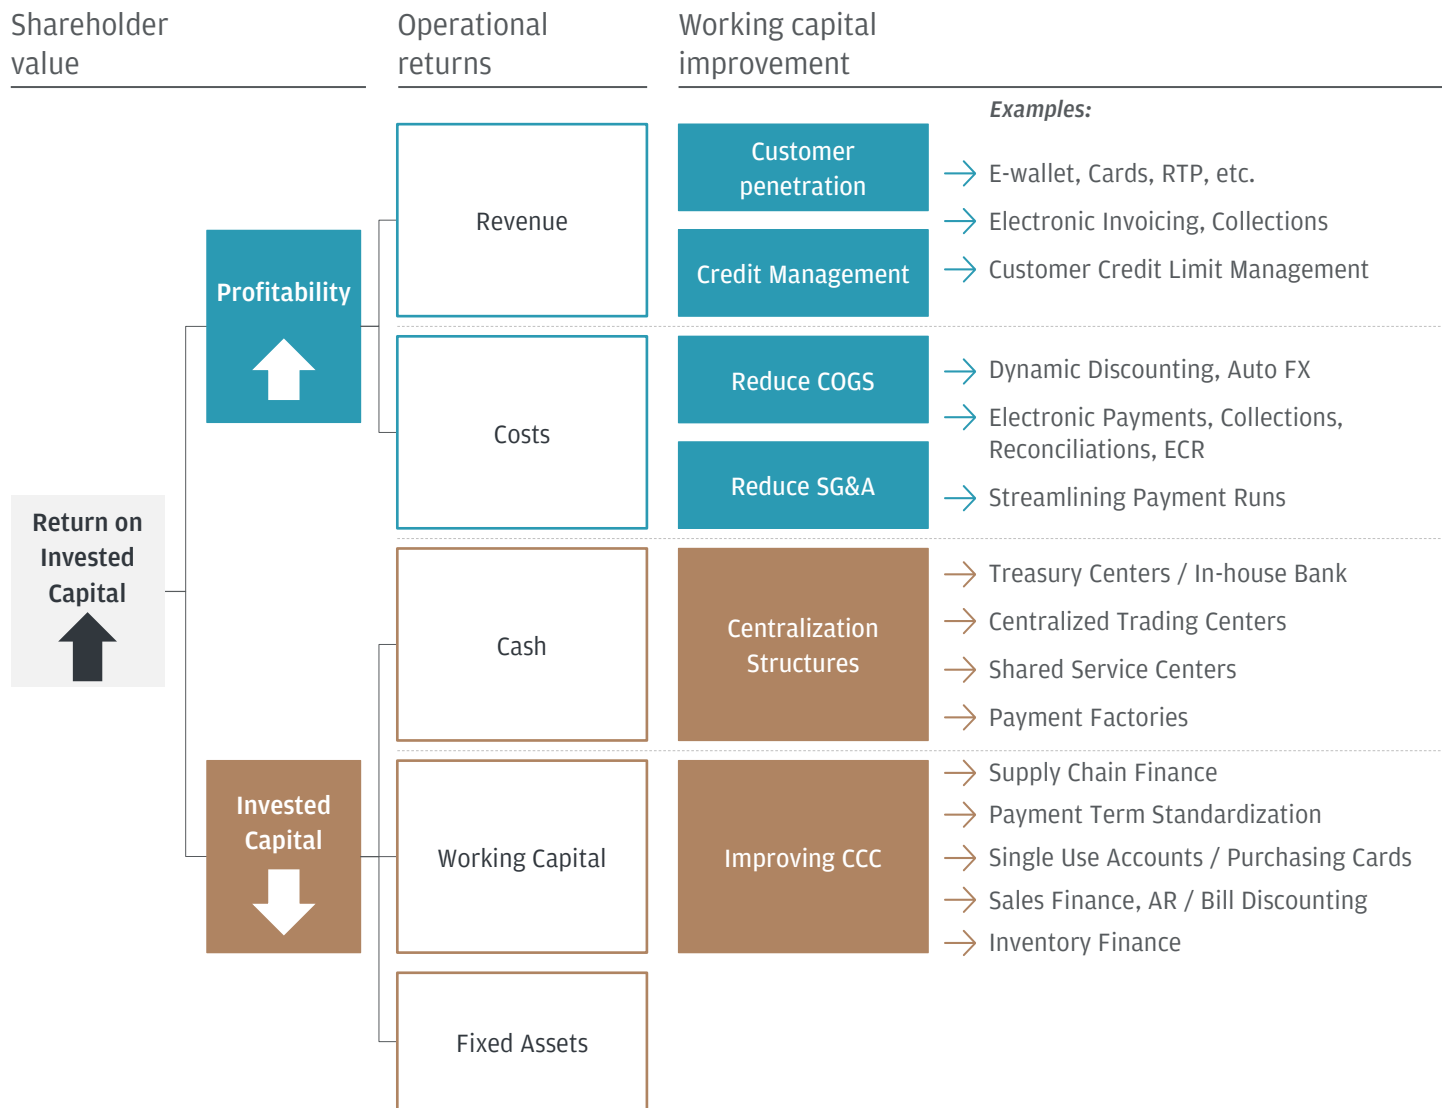 Shareholder
value
Operational
returns
Working capital
improvement
Examples:
Return on
Invested
Capital
Profitability
Revenue
Customer
penetration
Credit Management
E-wallet, Cards, RTP, etc.
Electronic Invoicing, Collections
Customer Credit Limit Management
Costs
Reduce COGS
Reduce SG&A
Dynamic Discounting, Auto FX
Electronic Payments, Collections,
Reconciliations, ECR
Streamlining Payment Runs
Invested
Capital
Cash
Centralization
Structures
Treasury Centers / In-house Bank
Centralized Trading Centers
Shared Service Centers
Payment Factories
Working Capital
Improving CCC
Supply Chain Finance
Payment Term Standardization
Single Use Accounts / Purchasing Cards
Sales Finance, AR / Bill Discounting
Inventory Finance
Fixed Assets